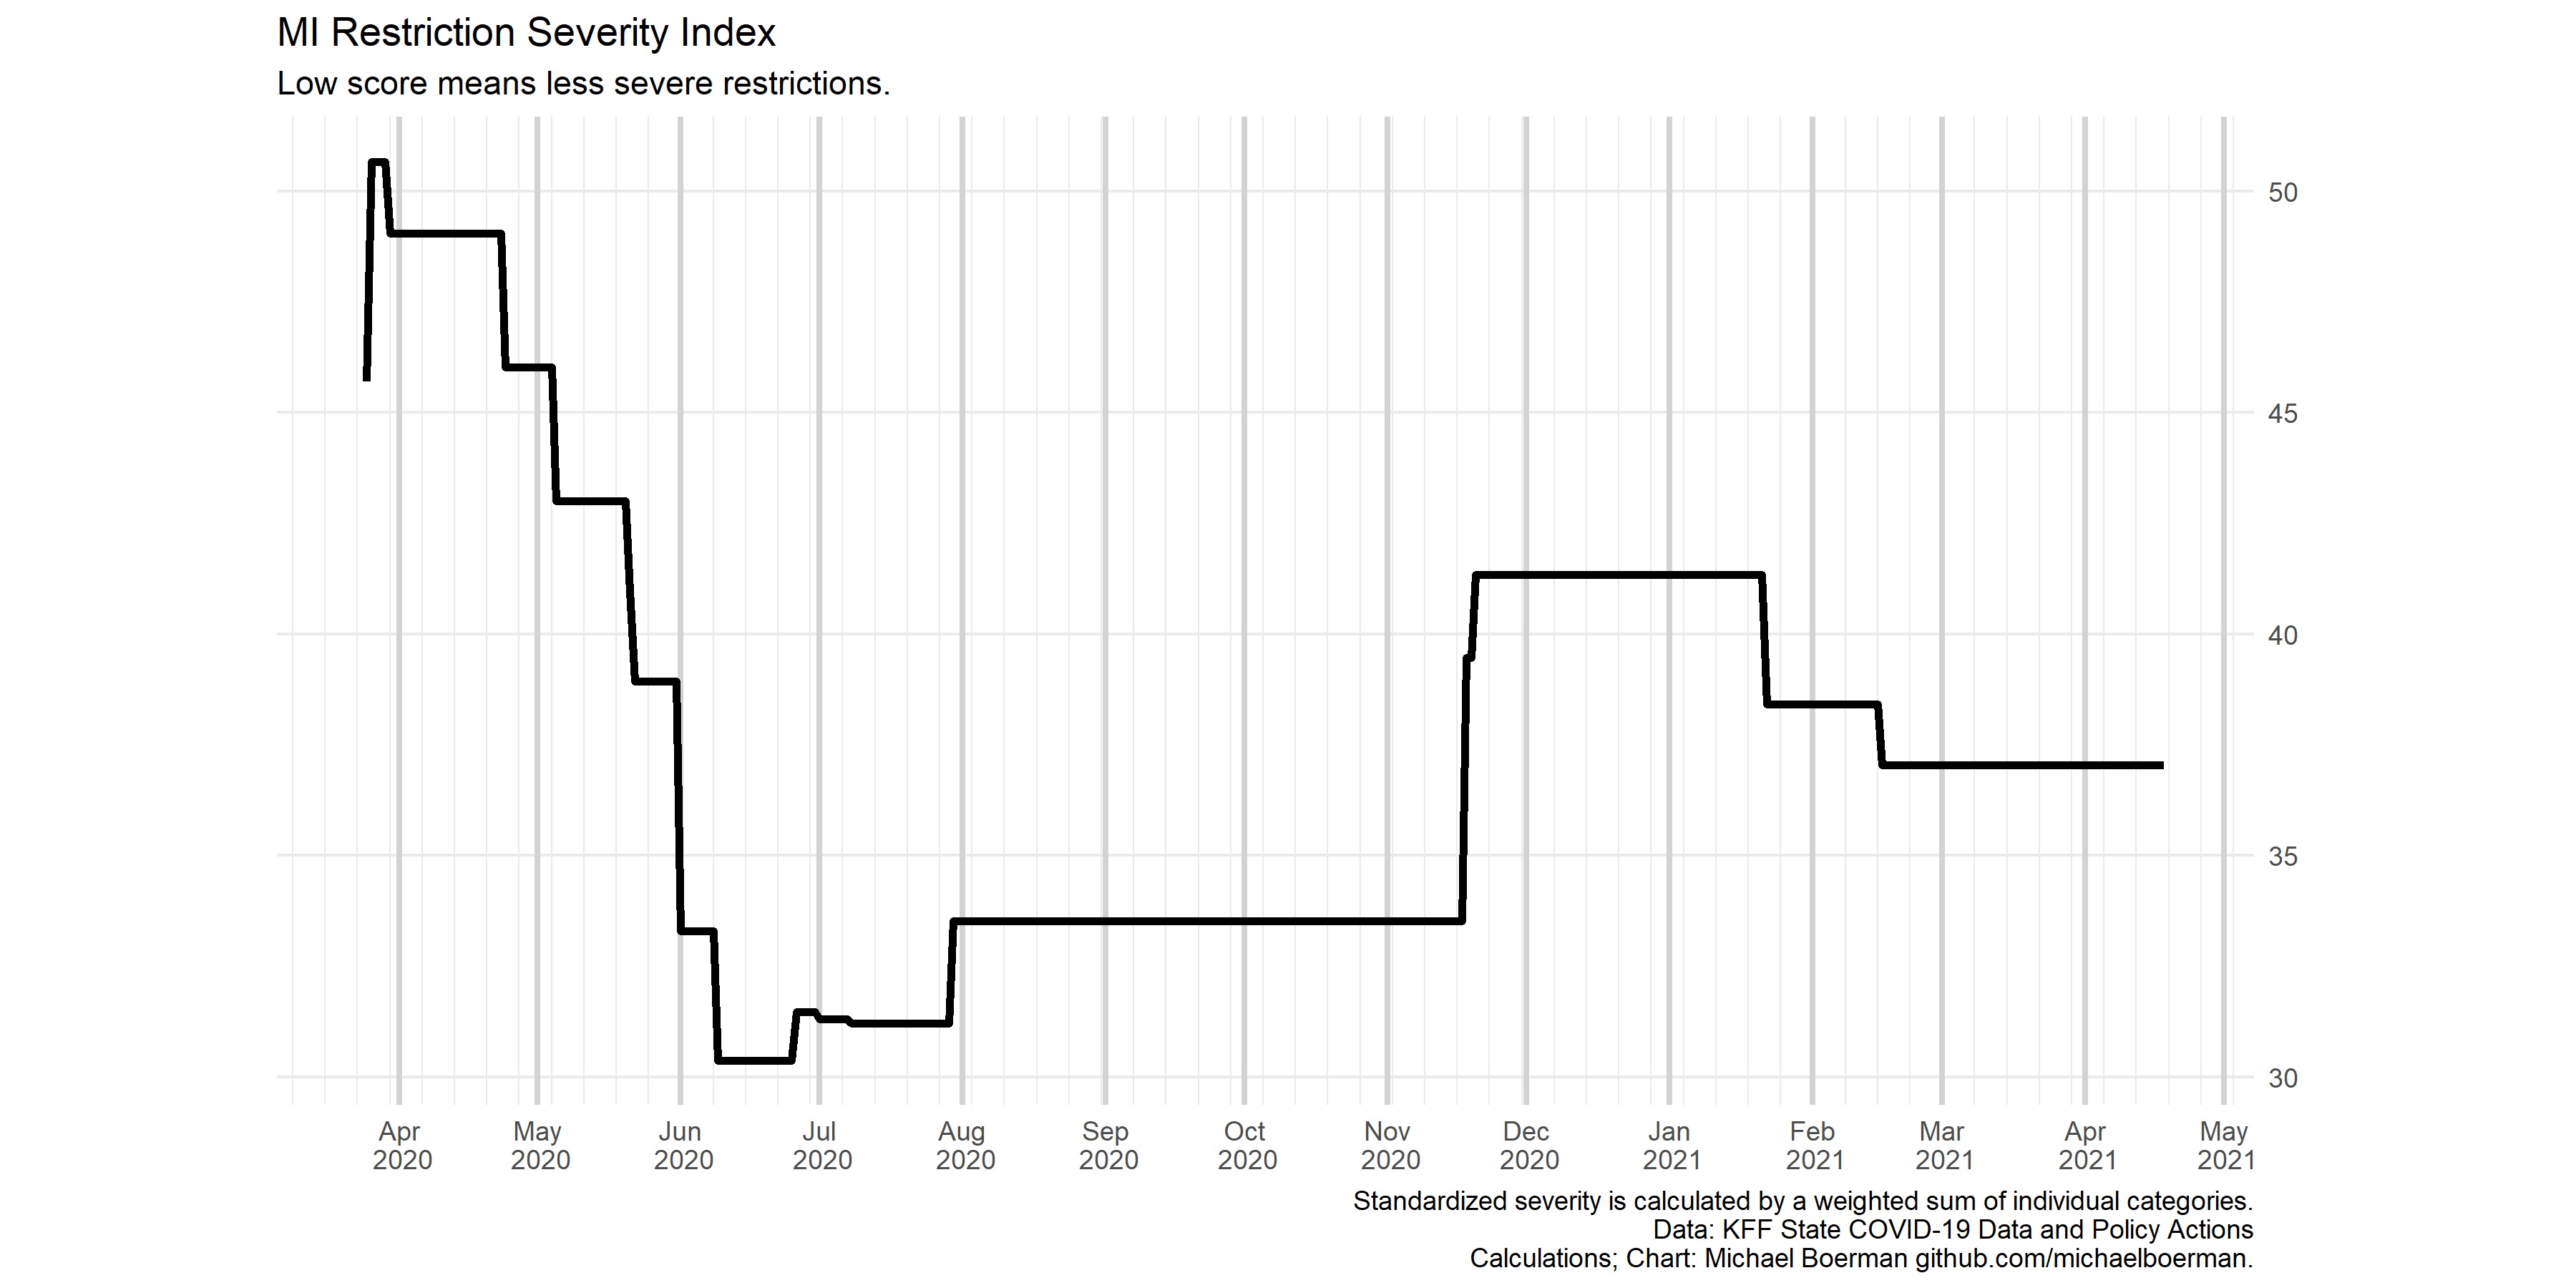 MI Restriction Severity Index
Low score means less severe restrictions.
50
45
40
35
30
Apr May Jun Jul Aug Sep Oct Nov Dec Jan Feb Mar Apr May
2020 2020 2020 2020 2020 2020 2020 2020 2020 2021 2021 2021 2021 2021
Standardized severity is calculated by a weighted sum of individual categories.
Data: KFF State COVID-19 Data and Policy Actions
Calculations; Chart: Michael Boerman github.com/michaelboerman.